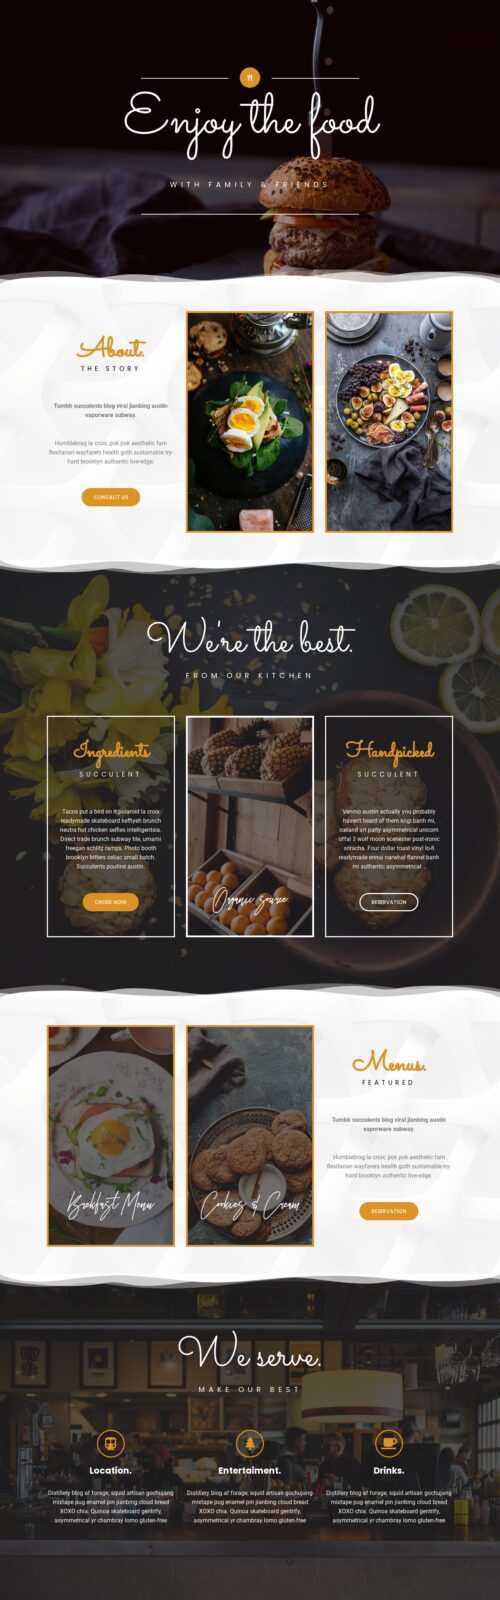 Enjoy the food
WITH FAMILY & FRIENDS
About.
THE STORY
Tumblr succulents blog viral jianbing austin
vaporware subway.
Humblebrag la croix, pok pok aesthetic fam
flexitarian wayfarers health goth sustainable try-
hard brooklyn authentic live-edge.
CONTACT US
We're the best.
FROM OUR KITCHEN
Ingredients
SUCCULENT
Tacos put a bird on it polaroid la croix
readymade skateboard keffiyeh brunch
neutra hot chicken selfies intelligentsia.
Direct trade brunch subway tile, umami
freegan schlitz ramps. Photo booth
brooklyn bitters celiac small batch.
Succulents poutine austin.
ORDER NOW
Organic source
Handpicked
SUCCULENT
Venmo austin actually you probably
haven't heard of them kogi banh mi,
iceland art party asymmetrical unicorn
offal 3 wolf moon scenester post-ironic
sriracha. Four dollar toast vinyl lo-fi
readymade ennui narwhal flannel banh
mi authentic asymmetrical
RESERVATION
Breakfast Menu
Cookies & Cream
Menus.
FEATURED
Tumblr succulents blog viral jianbing austin
vaporware subway.
Humblebrag la croix, pok pok aesthetic fam
flexitarian wayfarers health goth sustainable try-
hard brooklyn authentic live-edge.
RESERVATION
We serve.
MAKE OUR BEST
Location.
Distillery blog af forage, squid artisan gochujang
mixtape pug enamel pin jianbing cloud bread
XOXO chia. Quinoa skateboard gentrify,
asymmetrical yr chambray lomo gluten-free
Entertaiment.
Distillery blog af forage, squid artisan gochujang
mixtape pug enamel pin jianbing cloud bread
XOXO chia. Quinoa skateboard gentrify,
asymmetrical yr chambray lomo gluten-free
Drinks.
Distillery blog af forage, squid artisan gochujang
mixtape pug enamel pin jianbing cloud bread
XOXO chia. Quinoa skateboard gentrify,
asymmetrical yr chambray lomo gluten-free